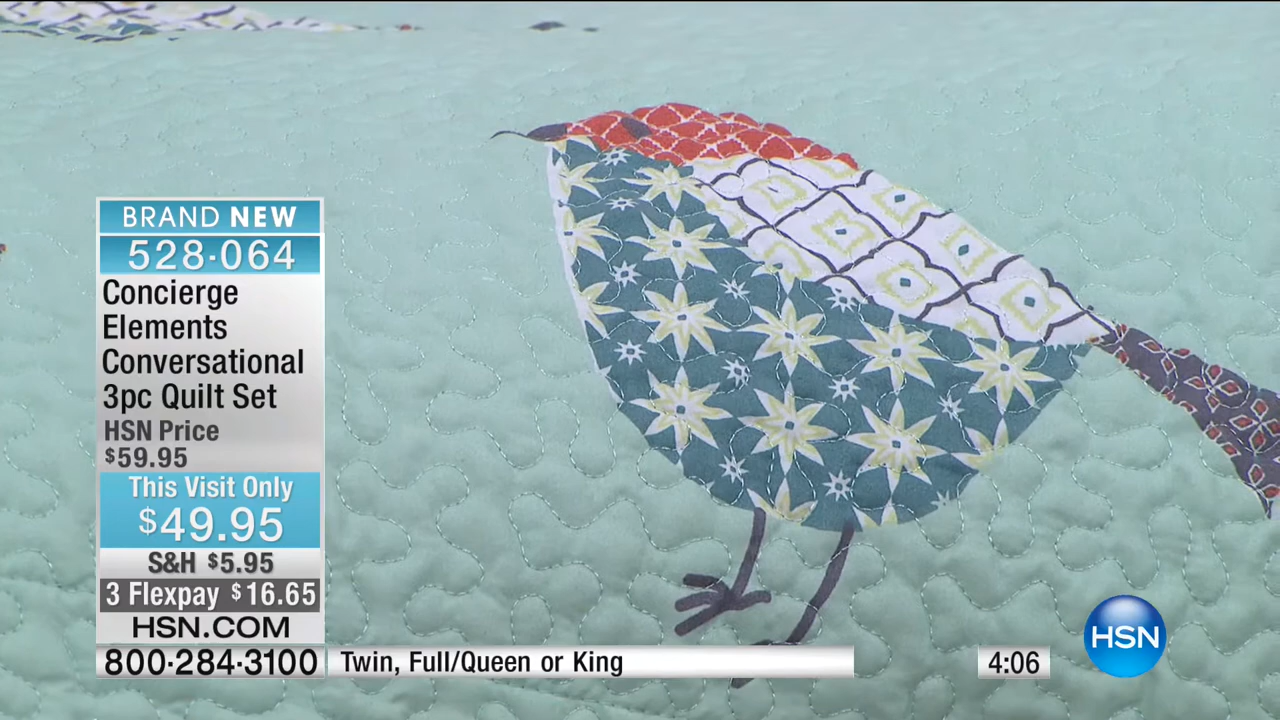 BRAND NEW
528·064
Concierge
Elements
Conversational
3pc Quilt Set
HSN Price
$59.95
This Visit Only
$49.95
S&H $5.95
3 Flexpay $16.65
HSN.COM
800·284·3100
Twin, Full/Queen or King
4:06
HSN